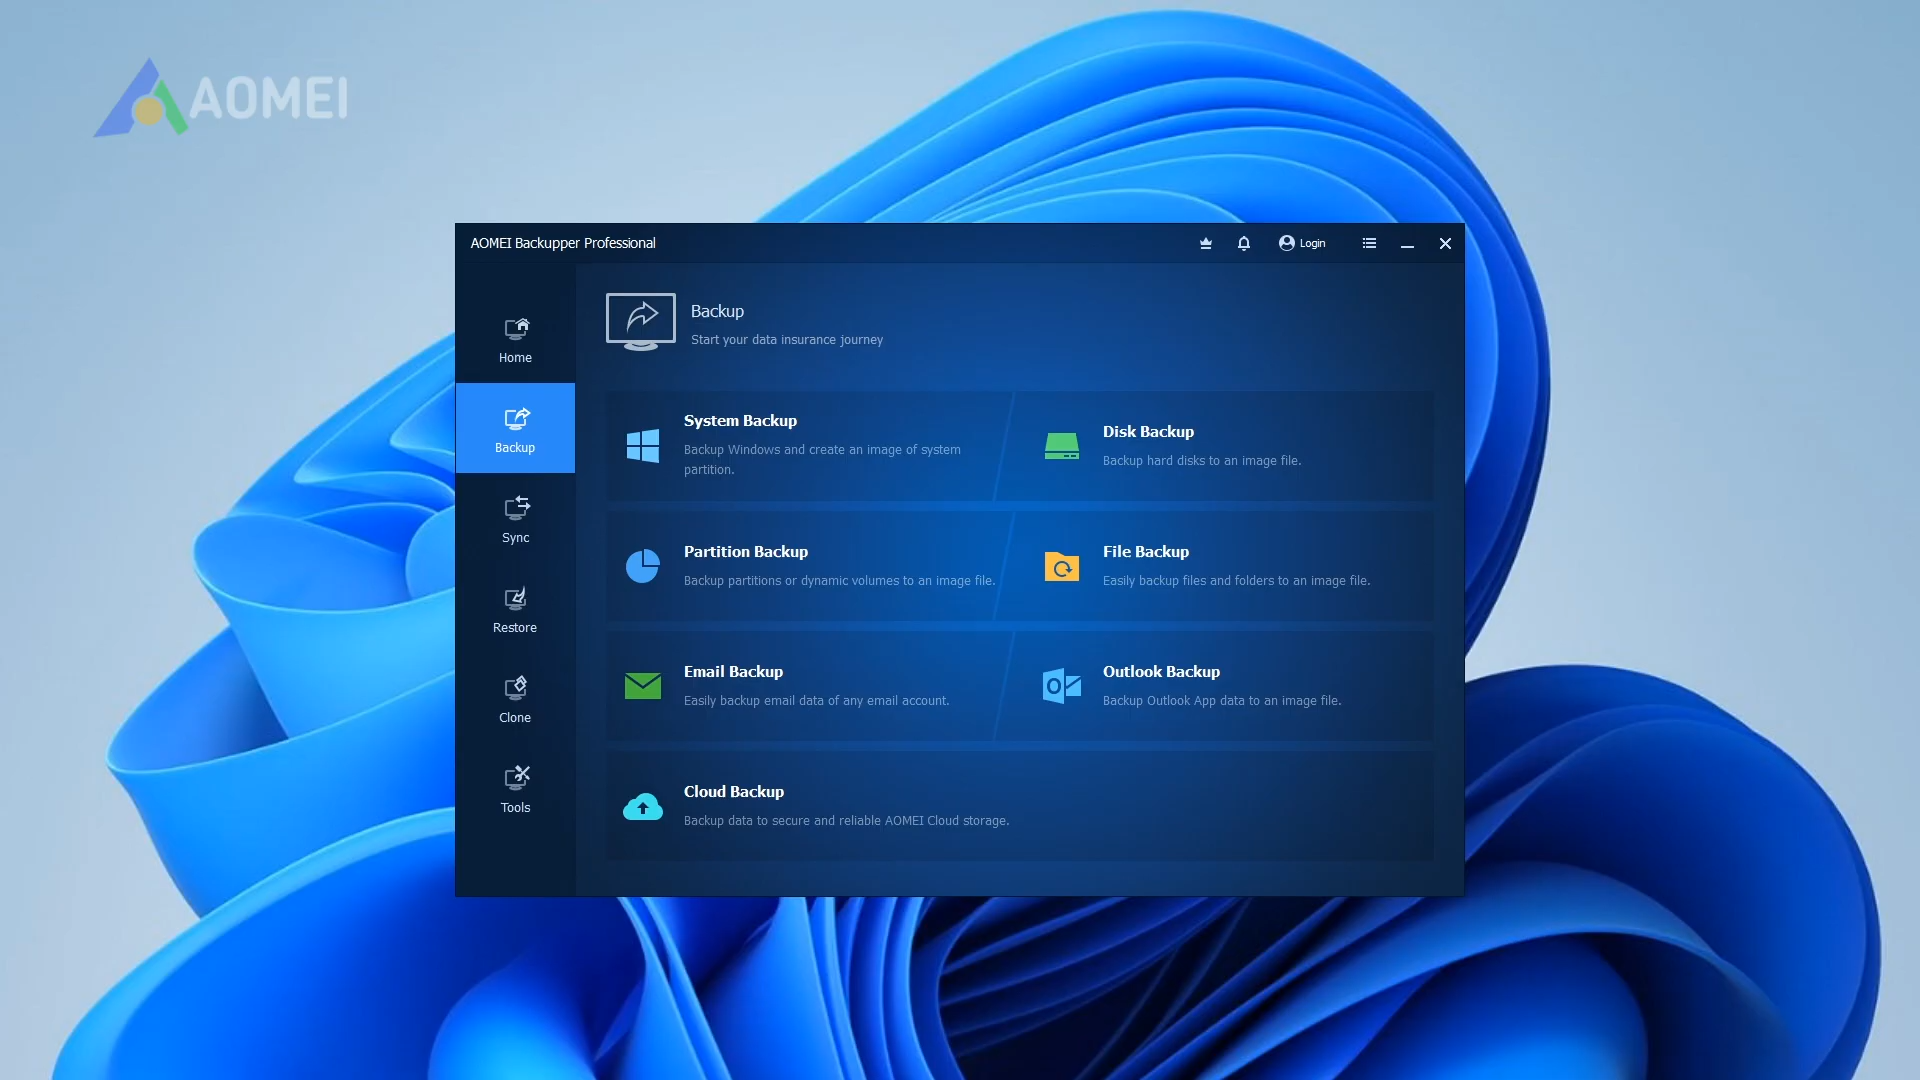 AOMEI
AOMEI Backupper Professional
Login
Home
Backup
Sync
Restore
Clone
Tools
Backup
Start your data insurance journey
System Backup
Backup Windows and create an image of system
partition.
Disk Backup
Backup hard disks to an image file.
Partition Backup
Backup partitions or dynamic volumes to an image file.
File Backup
Easily backup files and folders to an image file.
Email Backup
Easily backup email data of any email account.
Outlook Backup
Backup Outlook App data to an image file.
Cloud Backup
Backup data to secure and reliable AOMEI Cloud storage.